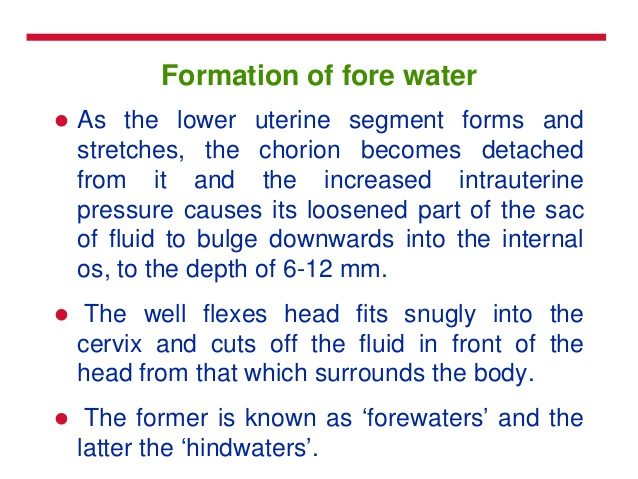 Formation of fore water
● As the lower uterine segment forms and
stretches, the chorion becomes detached
from it and the increased intrauterine
pressure causes its loosened part of the sac
of fluid to bulge downwards into the internal
os, to the depth of 6-12 mm.
● The well flexes head fits snugly into the
cervix and cuts off the fluid in front of the
head from that which surrounds the body.
● The former is known as ‘forewaters’ and the
latter the ‘hindwaters’.